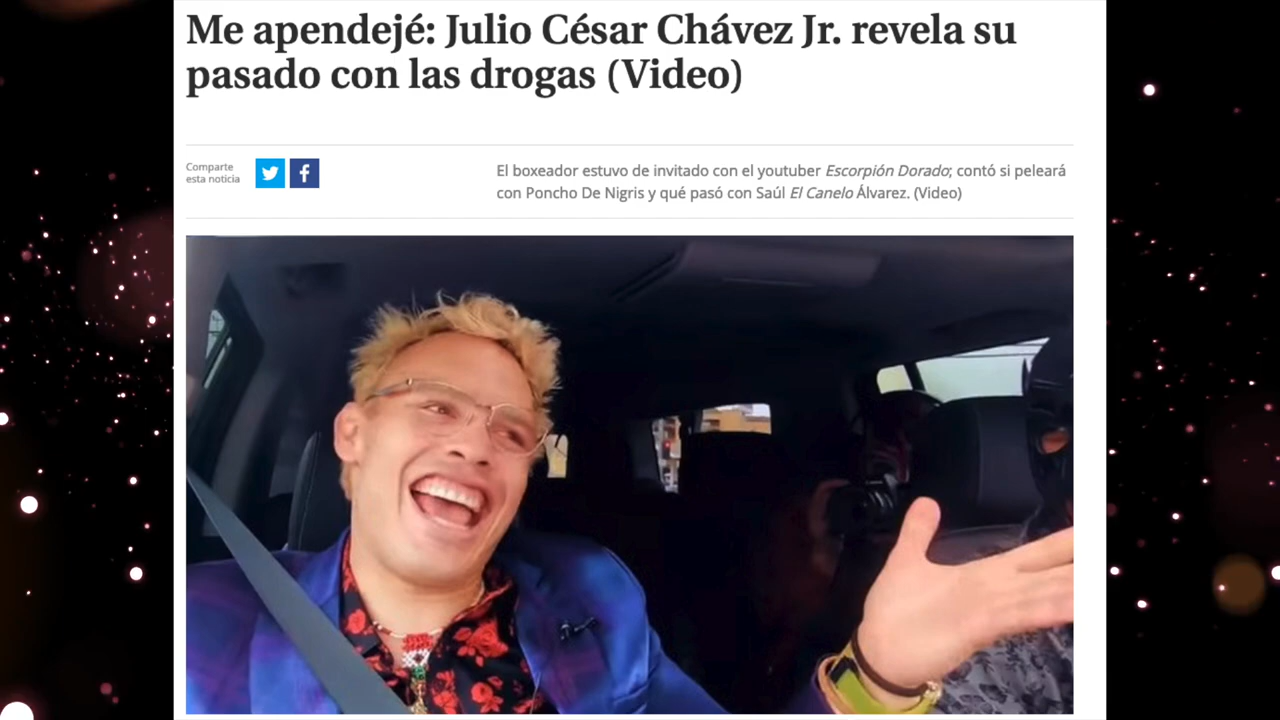 Me apendejé: Julio César Chávez Jr. revela su
pasado con las drogas (Video)
Comparte
esta noticia
El boxeador estuvo de invitado con el youtuber Escorpión Dorado; contó si peleará
con Poncho De Nigris y qué pasó con Saúl El Canelo Álvarez. (Video)